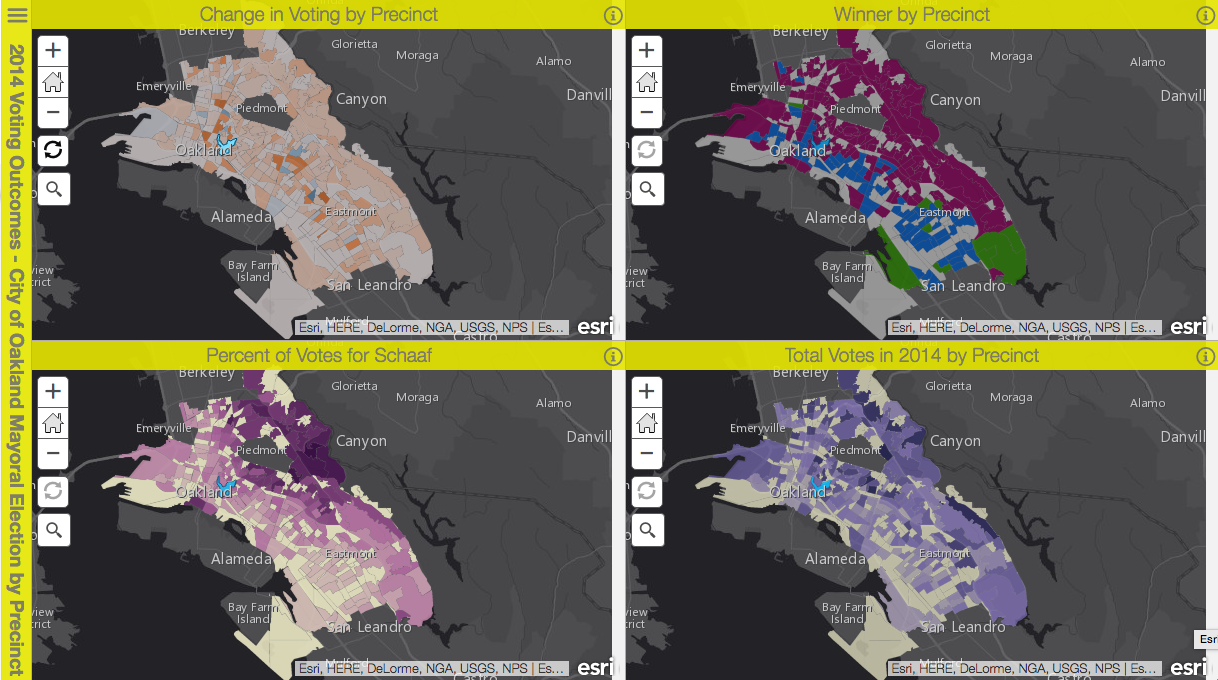 2014 Voting Outcomes - City of Oakland Mayoral Election by Precinct
Change in Voting by Precinct
Berkeley
Glorietta
Moraga
Alamo
Emeryville
Piedmont
Canyon
Danvill
Oakland
Alameda
Eastmont
view
trict
Bay Farm
Island
San Leandro
Esri, HERE, DeLorme, NGA, USGS, NPS | Es...
esri
Winner by Precinct
Berkeley
Glorietta
Moraga
Alamo
Emeryville
Piedmont
Canyon
Danvill
Oakland
Alameda
Eastmont
view
trict
Bay Farm
Island
San Leandro
Esri, HERE, DeLorme, NGA, USGS, NPS | Es...
esri
Percent of Votes for Schaaf
Berkeley
Glorietta
Moraga
Alamo
Emeryville
Piedmont
Canyon
Danvill
Oakland
Alameda
Eastmont
view
trict
Bay Farm
Island
San Leandro
Esri, HERE, DeLorme, NGA, USGS, NPS | Es...
esri
Total Votes in 2014 by Precinct
Berkeley
Glorietta
Moraga
Alamo
Emeryville
Piedmont
Canyon
Danvill
Oakland
Alameda
Eastmont
view
trict
Bay Farm
Island
San Leandro
Esr
Esri, HERE, DeLorme, NGA, USGS, NPS | Es...
esri